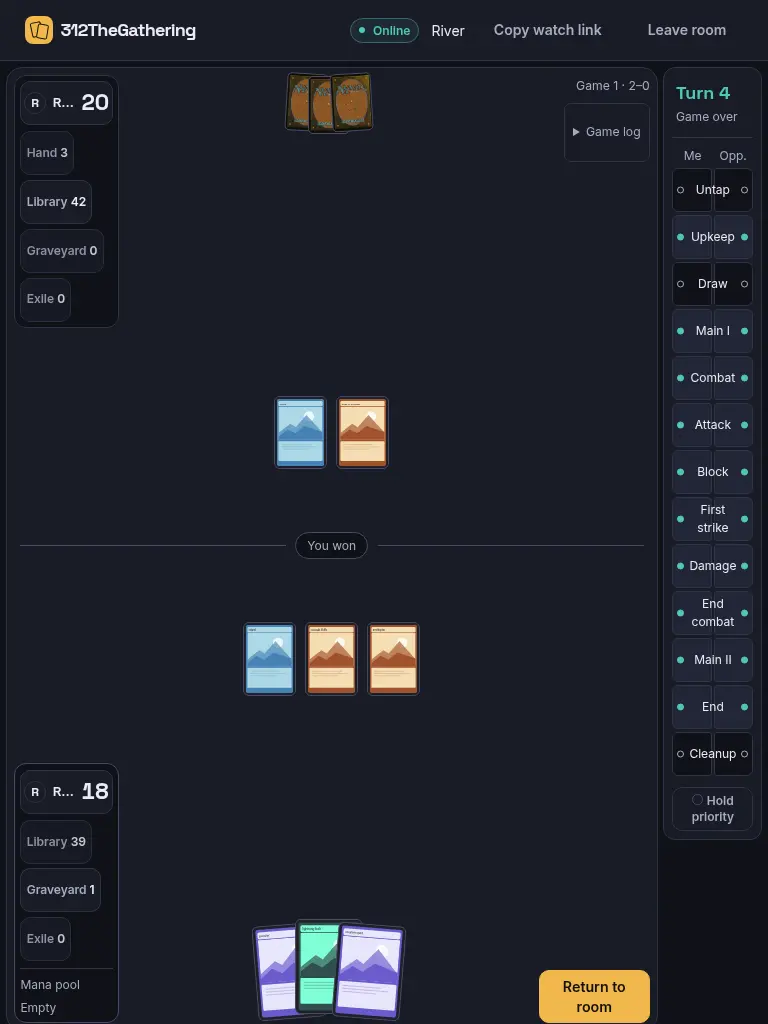 312TheGathering
Online
River
Copy watch link
Leave room
R
R...
20
Hand 3
Library 42
Graveyard 0
Exile 0
Game 1 · 2–0
Game log
You won
R
R...
18
Library 39
Graveyard 1
Exile 0
Mana pool
Empty
Return to
room
Turn 4
Game over
Me
Opp.
Untap
Upkeep
Draw
Main I
Combat
Attack
Block
First
strike
Damage
End
combat
Main II
End
Cleanup
Hold
priority